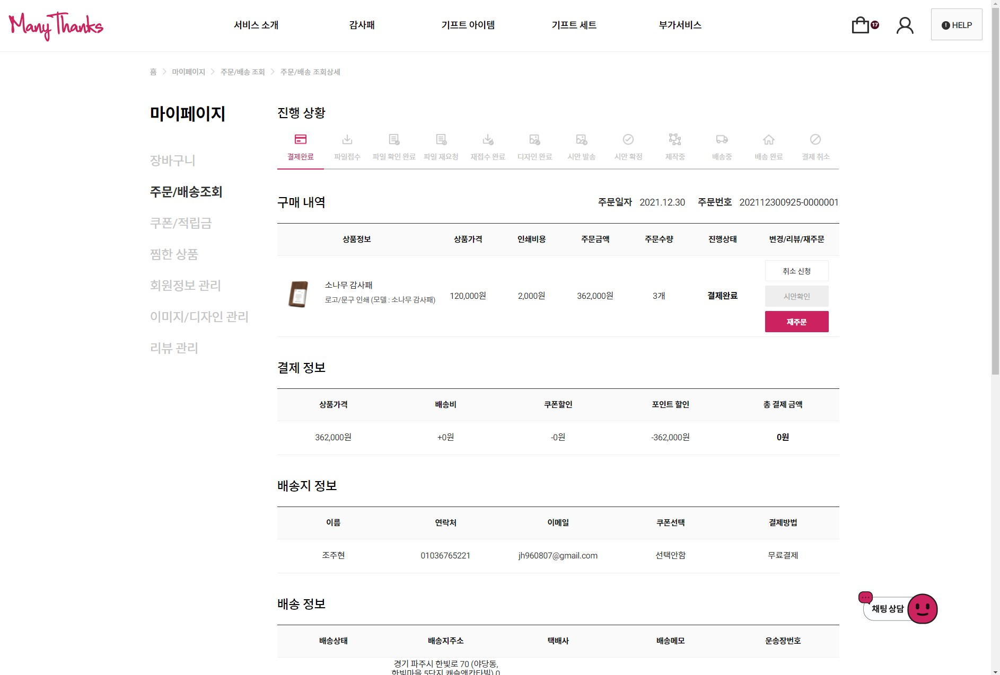 Many Thanks
서비스 소개 감사패 기프트 아이템 기프트 세트 부가서비스 17 HELP
홈 마이페이지 주문/배송 조회 주문/배송 조회상세
마이페이지
장바구니
주문/배송조회
쿠폰/적립금
찜한 상품
회원정보 관리
이미지/디자인 관리
리뷰 관리
진행 상황
결제완료 파일접수 파일 확인 완료 파일 재요청 재접수 완료 디자인 완료 시안 발송 시안 확정 제작중 배송중 배송 완료 결제 취소
구매 내역 주문일자 2021.12.30 주문번호 202112300925-0000001
상품정보 상품가격 인쇄비용 주문금액 주문수량 진행상태 변경/리뷰/재주문
소나무 감사패
로고/문구 인쇄 (모델 : 소나무 감사패)
120,000원 2,000원 362,000원 3개 결제완료
취소 신청
시안확인
재주문
결제 정보
상품가격 배송비 쿠폰할인 포인트 할인 총 결제 금액
362,000원 +0원 -0원 -362,000원 0원
배송지 정보
이름 연락처 이메일 쿠폰선택 결제방법
조주현 01036765221 jh960807@gmail.com 선택안함 무료결제
배송 정보
채팅 상담
배송상태 배송지주소 택배사 배송메모 운송장번호
경기 파주시 한빛로 70 (야당동,
한빛마을 5단지 캐슬앤칸타빌) 0